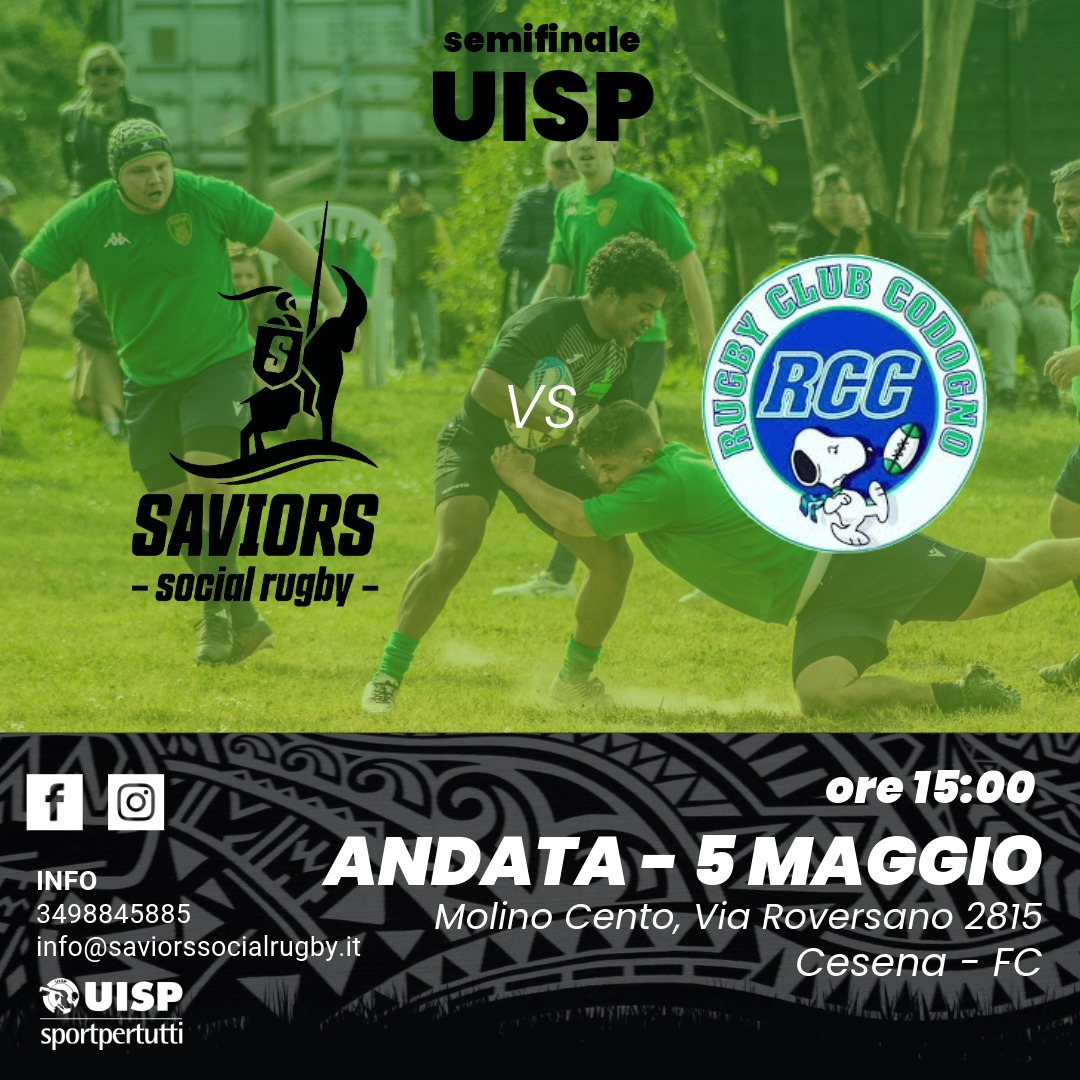 semifinale
UISP
S
VS
RUGBY CLUB CODOGNO
RCC
SAVIORS
- social rugby -
ore 15:00
ANDATA - 5 MAGGIO
Molino Cento, Via Roversano 2815
Cesena - FC
INFO
3498845885
info@saviorssocialrugby.it
UISP
sportpertutti